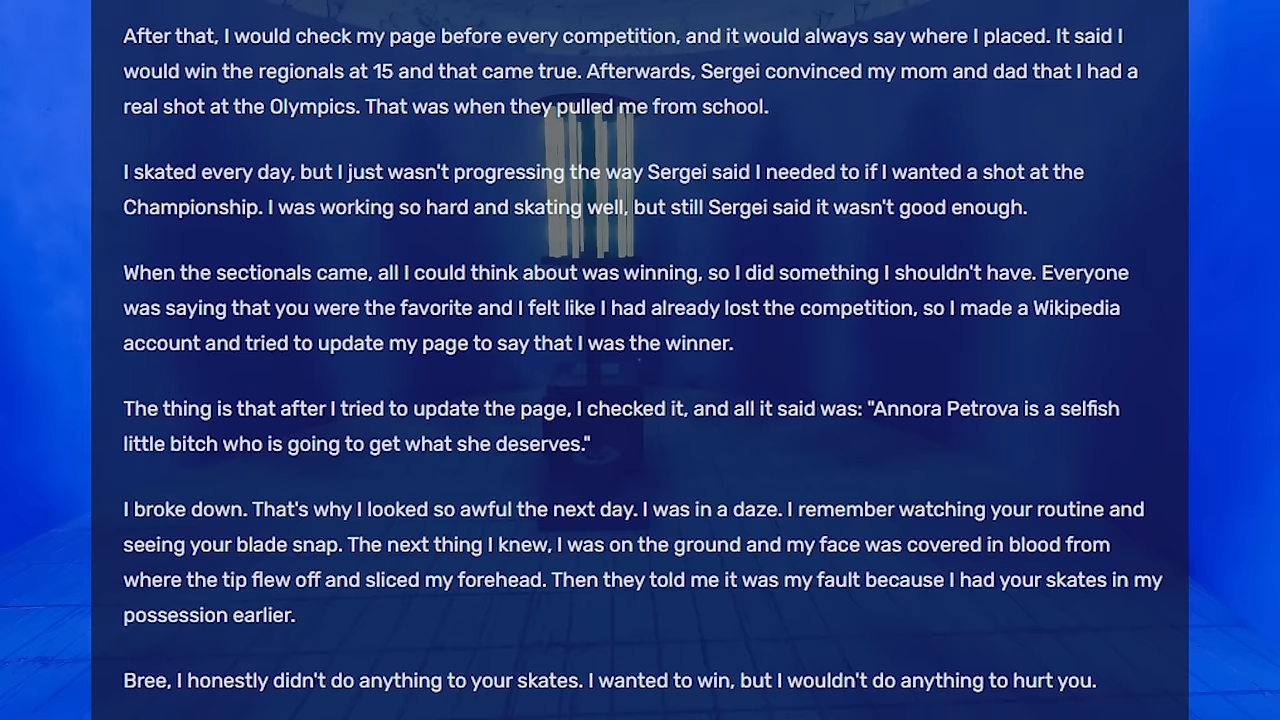 After that, I would check my page before every competition, and it would always say where I placed. It said I
would win the regionals at 15 and that came true. Afterwards, Sergei convinced my mom and dad that I had a
real shot at the Olympics. That was when they pulled me from school.
I skated every day, but I just wasn't progressing the way Sergei said I needed to if I wanted a shot at the
Championship. I was working so hard and skating well, but still Sergei said it wasn't good enough.
When the sectionals came, all I could think about was winning, so I did something I shouldn't have. Everyone
was saying that you were the favorite and I felt like I had already lost the competition, so I made a Wikipedia
account and tried to update my page to say that I was the winner.
The thing is that after I tried to update the page, I checked it, and all it said was: "Annora Petrova is a selfish
little bitch who is going to get what she deserves."
I broke down. That's why I looked so awful the next day. I was in a daze. I remember watching your routine and
seeing your blade snap. The next thing I knew, I was on the ground and my face was covered in blood from
where the tip flew off and sliced my forehead. Then they told me it was my fault because I had your skates in my
possession earlier.
Bree, I honestly didn't do anything to your skates. I wanted to win, but I wouldn't do anything to hurt you.